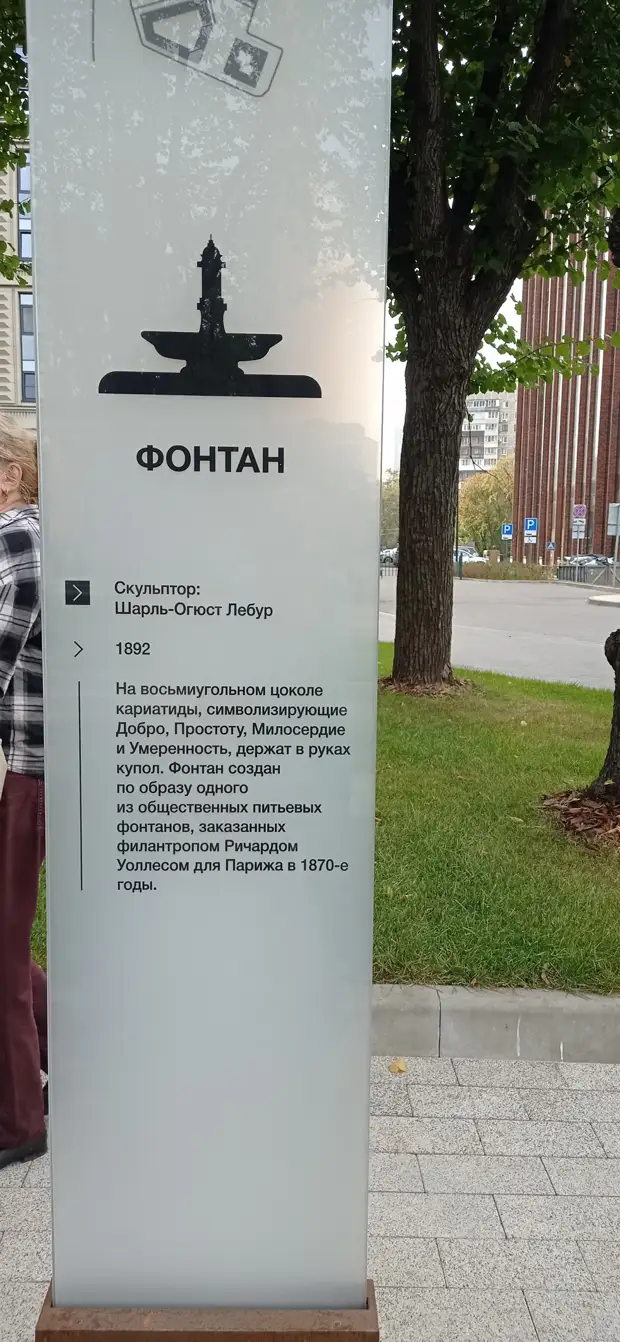 ФОНТАН
Скульптор:
Шарль-Огюст Лебур
1892
На восьмиугольном цоколе
кариатиды, символизирующие
Добро, Простоту, Милосердие
и Умеренность, держат в руках
купол. Фонтан создан
по образу одного
из общественных питьевых
фонтанов, заказанных
филантропом Ричардом
Уоллесом для Парижа в 1870-е
годы.
P
P